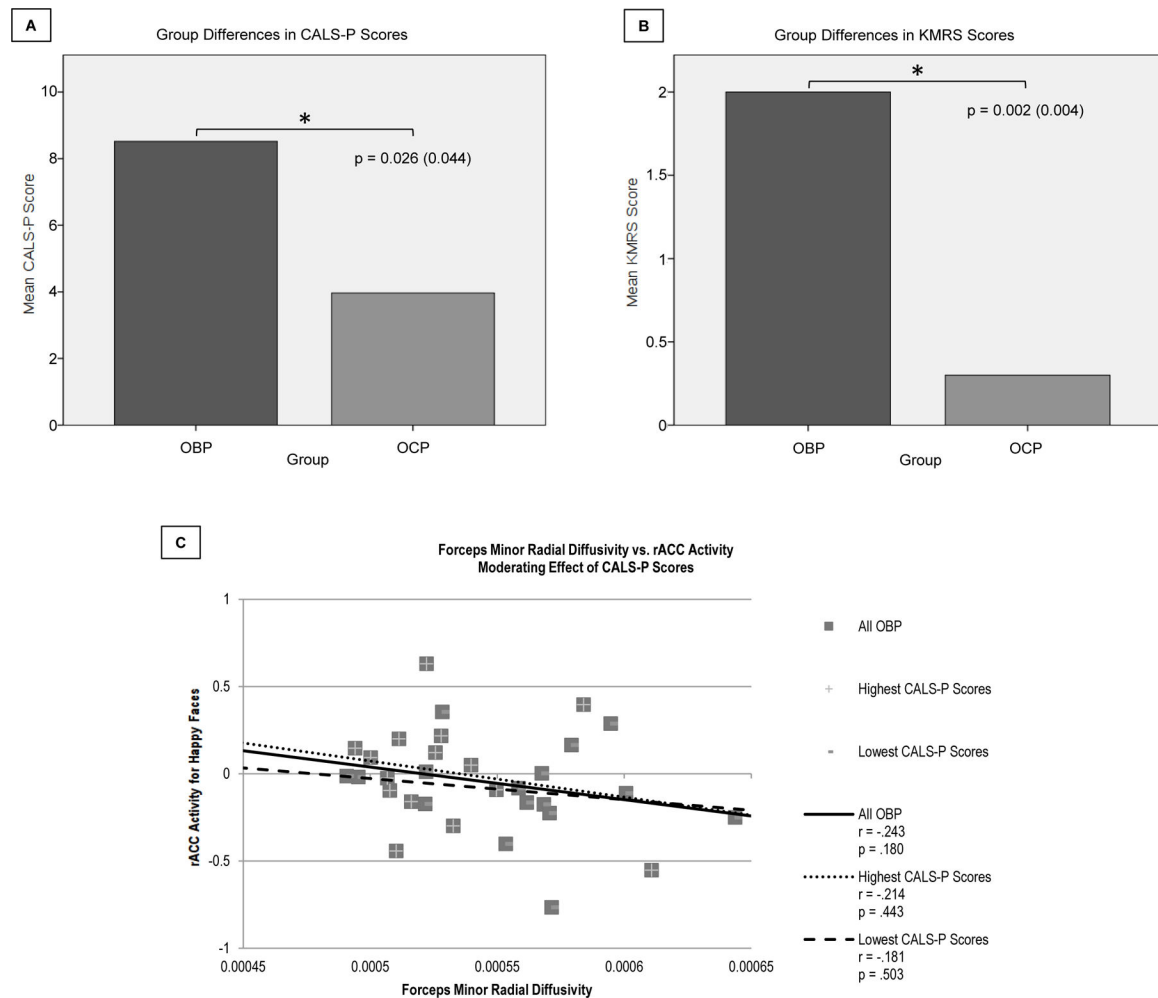 A
Group Differences in CALS-P Scores
Mean CALS-P Score
10
8
6
4
2
0
*
p = 0.026 (0.044)
OBP
OCP
Group
B
Group Differences in KMRS Scores
Mean KMRS Score
2
1.5
1
0.5
0
*
p = 0.002 (0.004)
OBP
OCP
Group
C
Forceps Minor Radial Diffusivity vs. rACC Activity
Moderating Effect of CALS-P Scores
rACC Activity for Happy Faces
1
0.5
0
-0.5
-1
0.00045
0.0005
0.00055
0.0006
0.00065
Forceps Minor Radial Diffusivity
All OBP
Highest CALS-P Scores
Lowest CALS-P Scores
All OBP
r = -.243
p = .180
Highest CALS-P Scores
r = -.214
p = .443
Lowest CALS-P Scores
r = -.181
p = .503